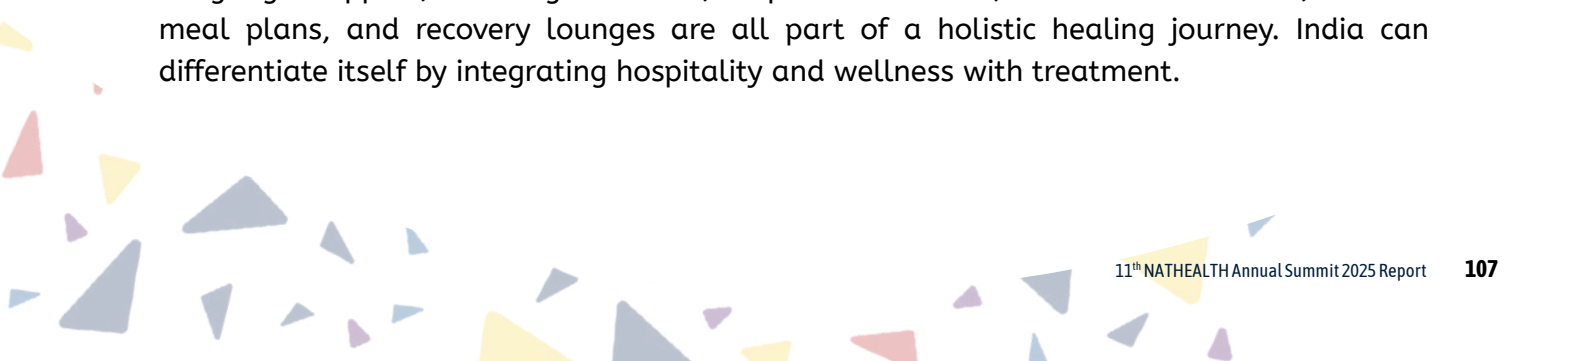 meal plans, and recovery lounges are all part of a holistic healing journey. India can
differentiate itself by integrating hospitality and wellness with treatment.
11th NATHEALTH Annual Summit 2025 Report 107